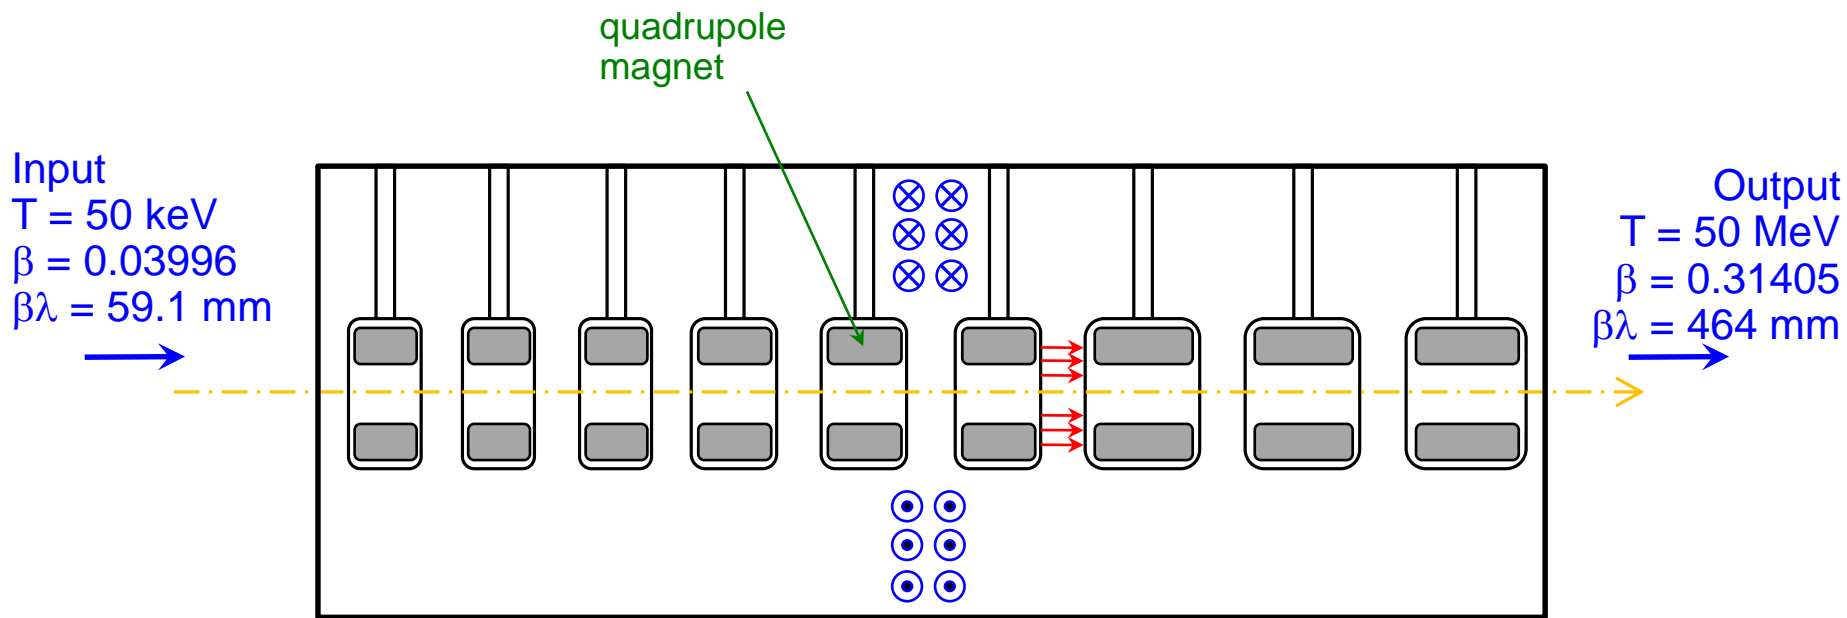 quadrupole
magnet
Input
T = 50 keV
β = 0.03996
βλ = 59.1 mm
Output
T = 50 MeV
β = 0.31405
βλ = 464 mm